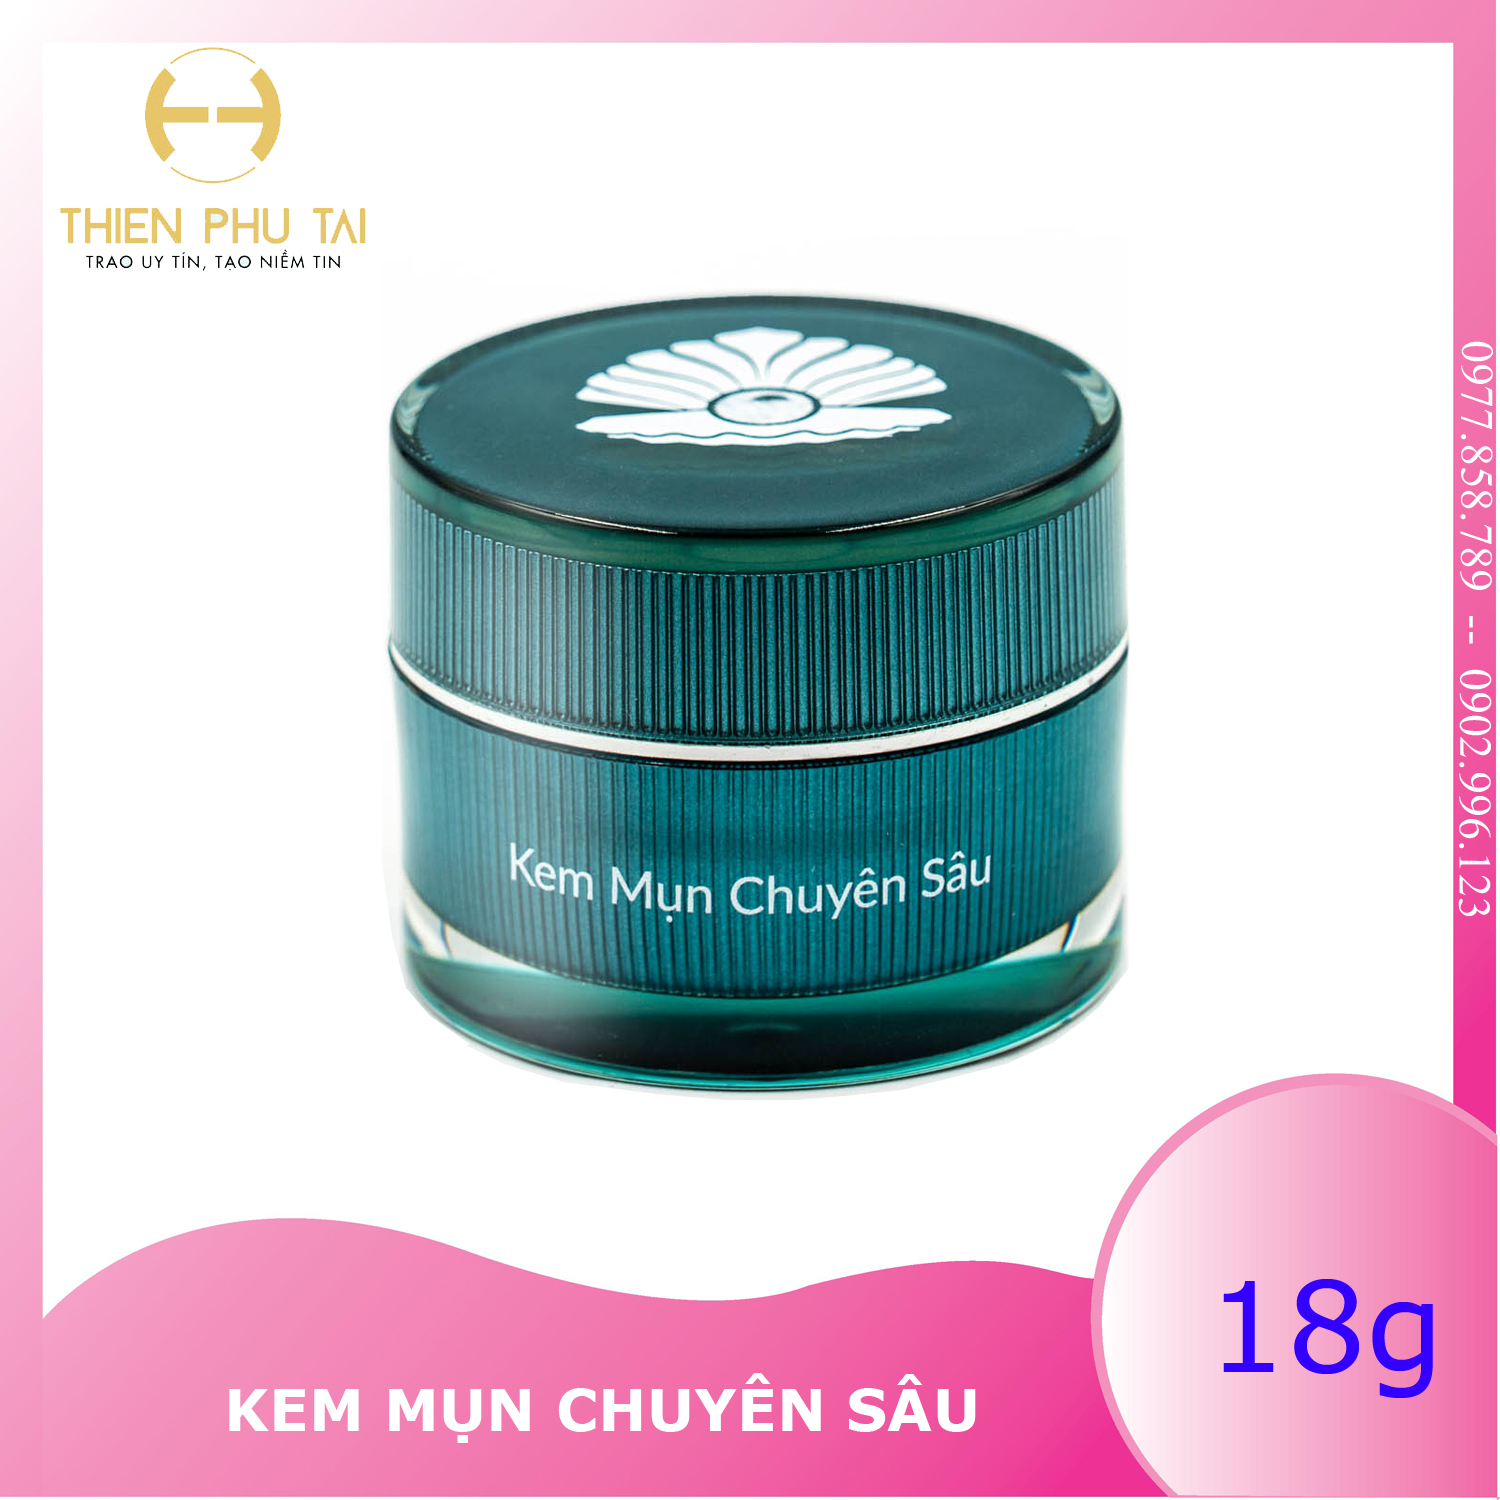 THIEN PHU TAI
TRAO UY TÍN, TẠO NIỀM TIN
0977.858.789 -- 0902.996.123
Kem Mụn Chuyên Sâu
18g
KEM MỤN CHUYÊN SÂU